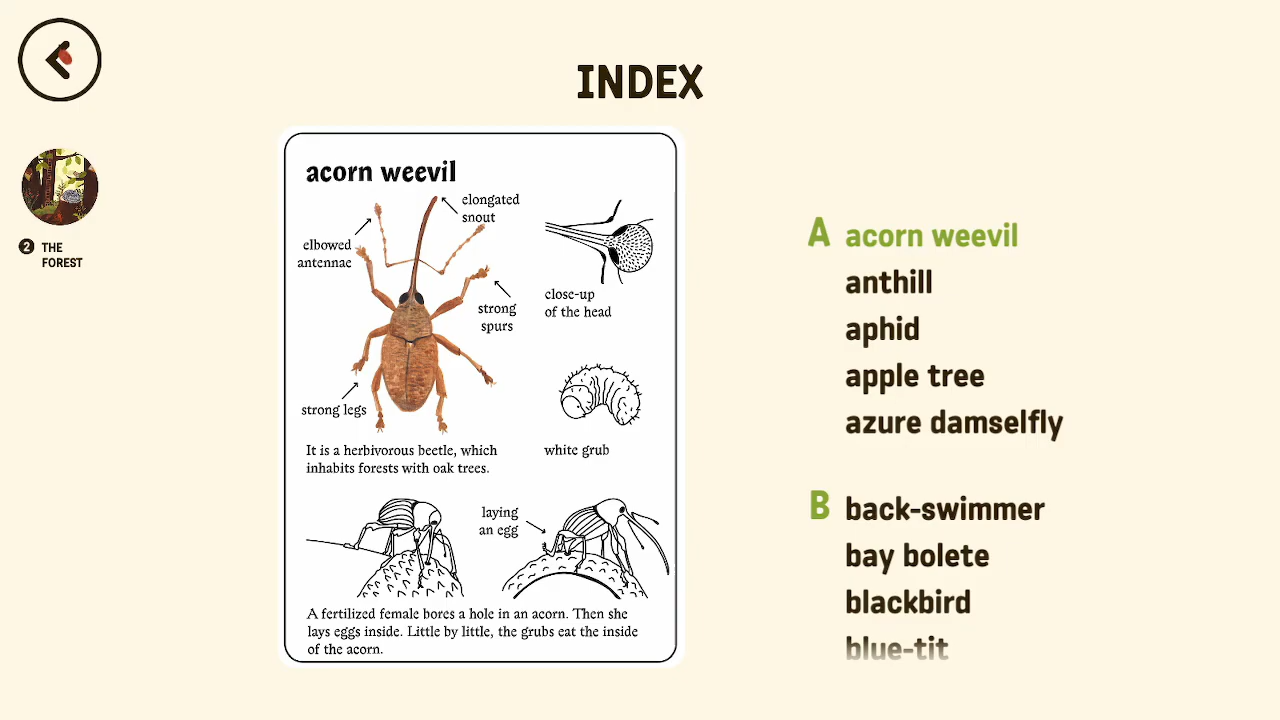 INDEX
2 THE
FOREST
acorn weevil
elongated
snout
elbowed
antennae
strong
spurs
close-up
of the head
strong legs
It is a herbivorous beetle, which
inhabits forests with oak trees.
white grub
laying
an egg
A fertilized female bores a hole in an acorn. Then she
lays eggs inside. Little by little, the grubs eat the inside
of the acorn.
A acorn weevil
anthill
aphid
apple tree
azure damselfly
B back-swimmer
bay bolete
blackbird
blue-tit